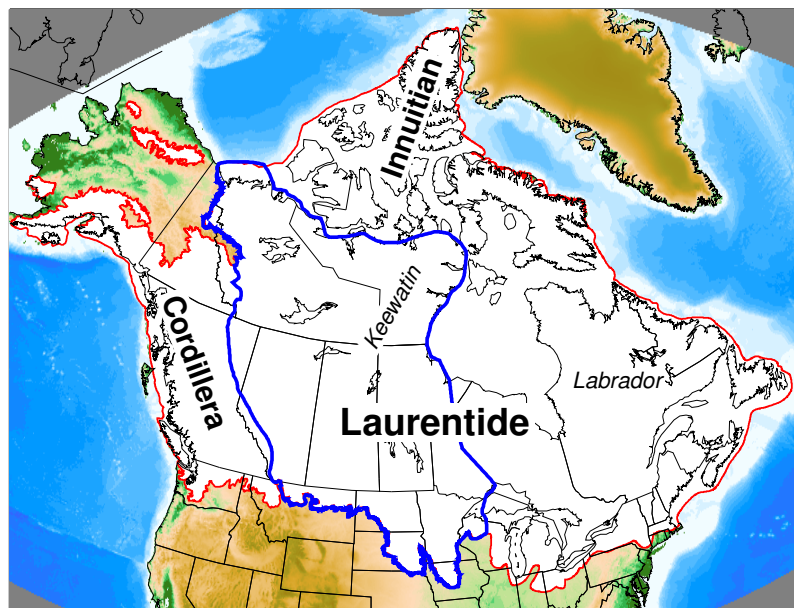 Innuitian
Keewatin
Cordillera
Labrador
Laurentide